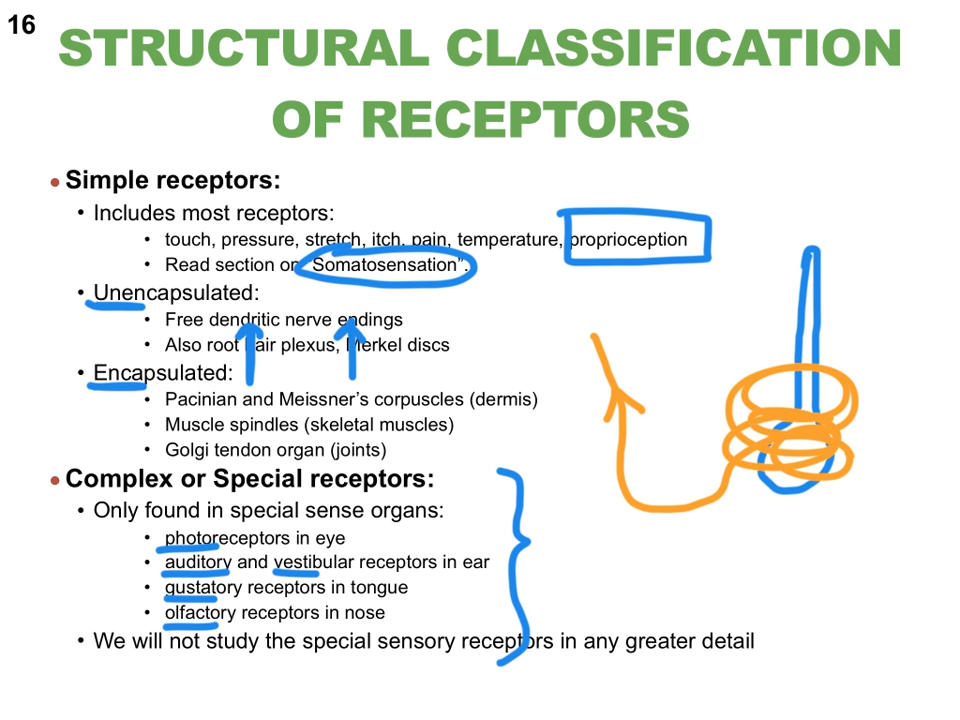 16
STRUCTURAL CLASSIFICATION
OF RECEPTORS
• Simple receptors:
• Includes most receptors:
• touch, pressure, stretch, itch, pain, temperature, proprioception
• Read section on “Somatosensation”.
• Unencapsulated:
• Free dendritic nerve endings
• Also root hair plexus, Merkel discs
• Encapsulated:
• Pacinian and Meissner’s corpuscles (dermis)
• Muscle spindles (skeletal muscles)
• Golgi tendon organ (joints)
• Complex or Special receptors:
• Only found in special sense organs:
• photoreceptors in eye
• auditory and vestibular receptors in ear
• gustatory receptors in tongue
• olfactory receptors in nose
• We will not study the special sensory receptors in any greater detail